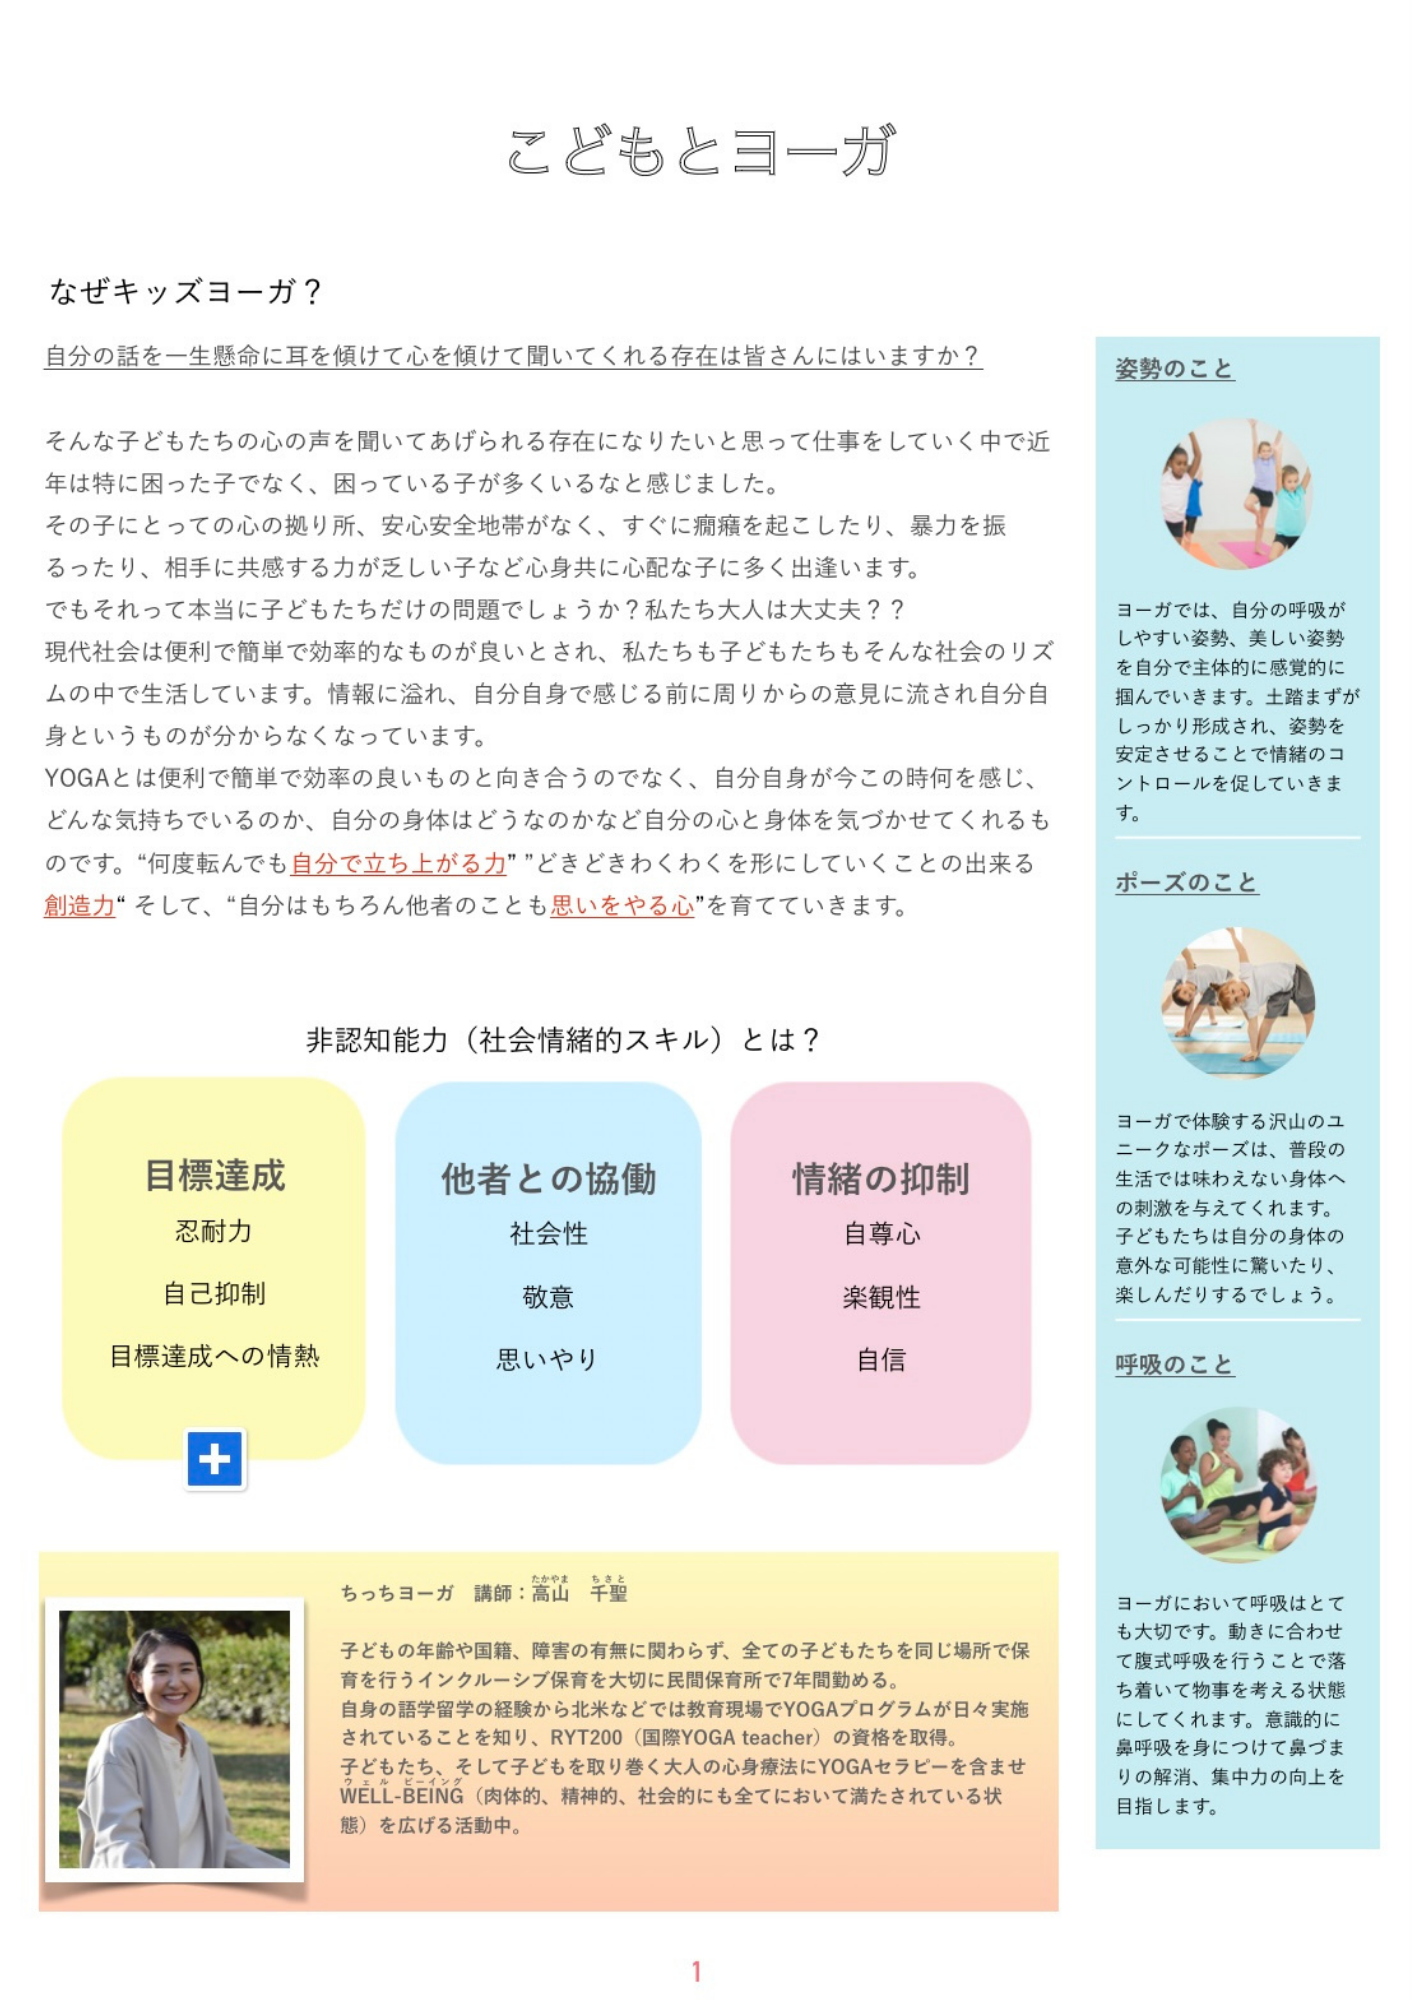 こどもとヨーガ
なぜキッズヨーガ？
自分の話を一生懸命に耳を傾けて心を傾けて聞いてくれる存在は皆さんにはいますか？
そんな子どもたちの心の声を聞いてあげられる存在になりたいと思って仕事をしていく中で近
年は特に困った子でなく、困っている子が多くいるなと感じました。
その子にとっての心の拠り所、安心安全地帯がなく、すぐに癇癪を起こしたり、暴力を振
るったり、相手に共感する力が乏しい子など心身共に心配な子に多く出逢います。
でもそれって本当に子どもたちだけの問題でしょうか？私たち大人は大丈夫？？
現代社会は便利で簡単で効率的なものが良いとされ、私たちも子どもたちもそんな社会のリズ
ムの中で生活しています。情報に溢れ、自分自身で感じる前に周りからの意見に流され自分自
身というものが分からなくなっています。
YOGAとは便利で簡単で効率の良いものと向き合うのでなく、自分自身が今この時何を感じ、
どんな気持ちでいるのか、自分の身体はどうなのかなど自分の心と身体を気づかせてくれるも
のです。“何度転んでも自分で立ち上がる力” ”どきどきわくわくを形にしていくことの出来る
創造力“ そして、“自分はもちろん他者のことも思いをやる心”を育てていきます。
非認知能力（社会情緒的スキル）とは？
目標達成
忍耐力
自己抑制
目標達成への情熱
他者との協働
社会性
敬意
思いやり
情緒の抑制
自尊心
楽観性
自信
たかやま ちさと
ちっちヨーガ　講師：高山　千聖
子どもの年齢や国籍、障害の有無に関わらず、全ての子どもたちを同じ場所で保
育を行うインクルーシブ保育を大切に民間保育所で7年間勤める。
自身の語学留学の経験から北米などでは教育現場でYOGAプログラムが日々実施
されていることを知り、RYT200（国際YOGA teacher）の資格を取得。
子どもたち、そして子どもを取り巻く大人の心身療法にYOGAセラピーを含ませ
ウェル ビーイング
WELL-BEING（肉体的、精神的、社会的にも全てにおいて満たされている状
態）を広げる活動中。
姿勢のこと
ヨーガでは、自分の呼吸が
しやすい姿勢、美しい姿勢
を自分で主体的に感覚的に
掴んでいきます。土踏まずが
しっかり形成され、姿勢を
安定させることで情緒のコ
ントロールを促していきま
す。
ポーズのこと
ヨーガで体験する沢山のユ
ニークなポーズは、普段の
生活では味わえない身体へ
の刺激を与えてくれます。
子どもたちは自分の身体の
意外な可能性に驚いたり、
楽しんだりするでしょう。
呼吸のこと
ヨーガにおいて呼吸はとて
も大切です。動きに合わせ
て腹式呼吸を行うことで落
ち着いて物事を考える状態
にしてくれます。意識的に
鼻呼吸を身につけて鼻づま
りの解消、集中力の向上を
目指します。
1